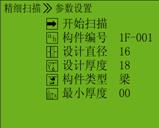 精细扫描≫参数设置
开始扫描
构件编号 1F-001
设计直径 16
设计厚度 18
构件类型 梁
最小厚度 00